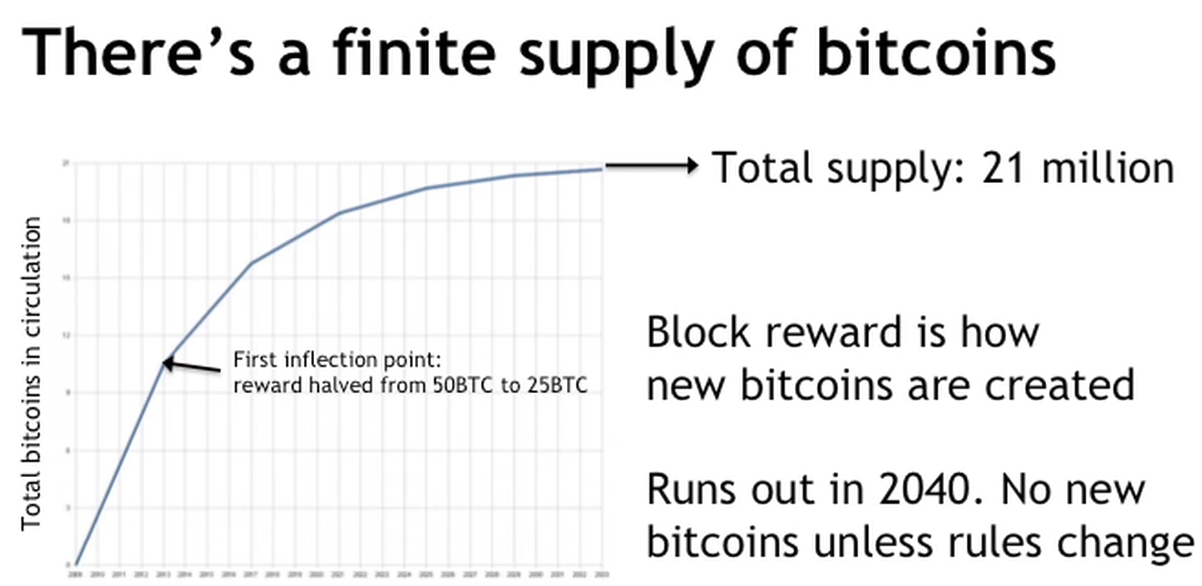 There's a finite supply of bitcoins
Total supply: 21 million
Total bitcoins in circulation
First inflection point:
reward halved from 50BTC to 25BTC
Block reward is how
new bitcoins are created
Runs out in 2040. No new
bitcoins unless rules change